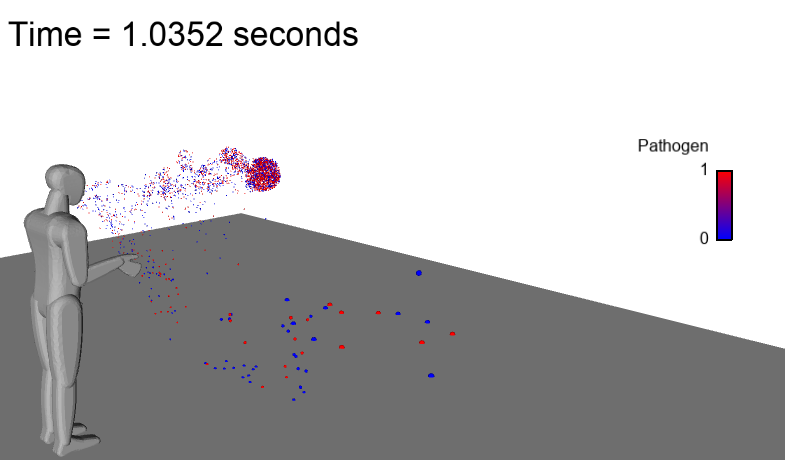 Time = 1.0352 seconds
Pathogen
1
0